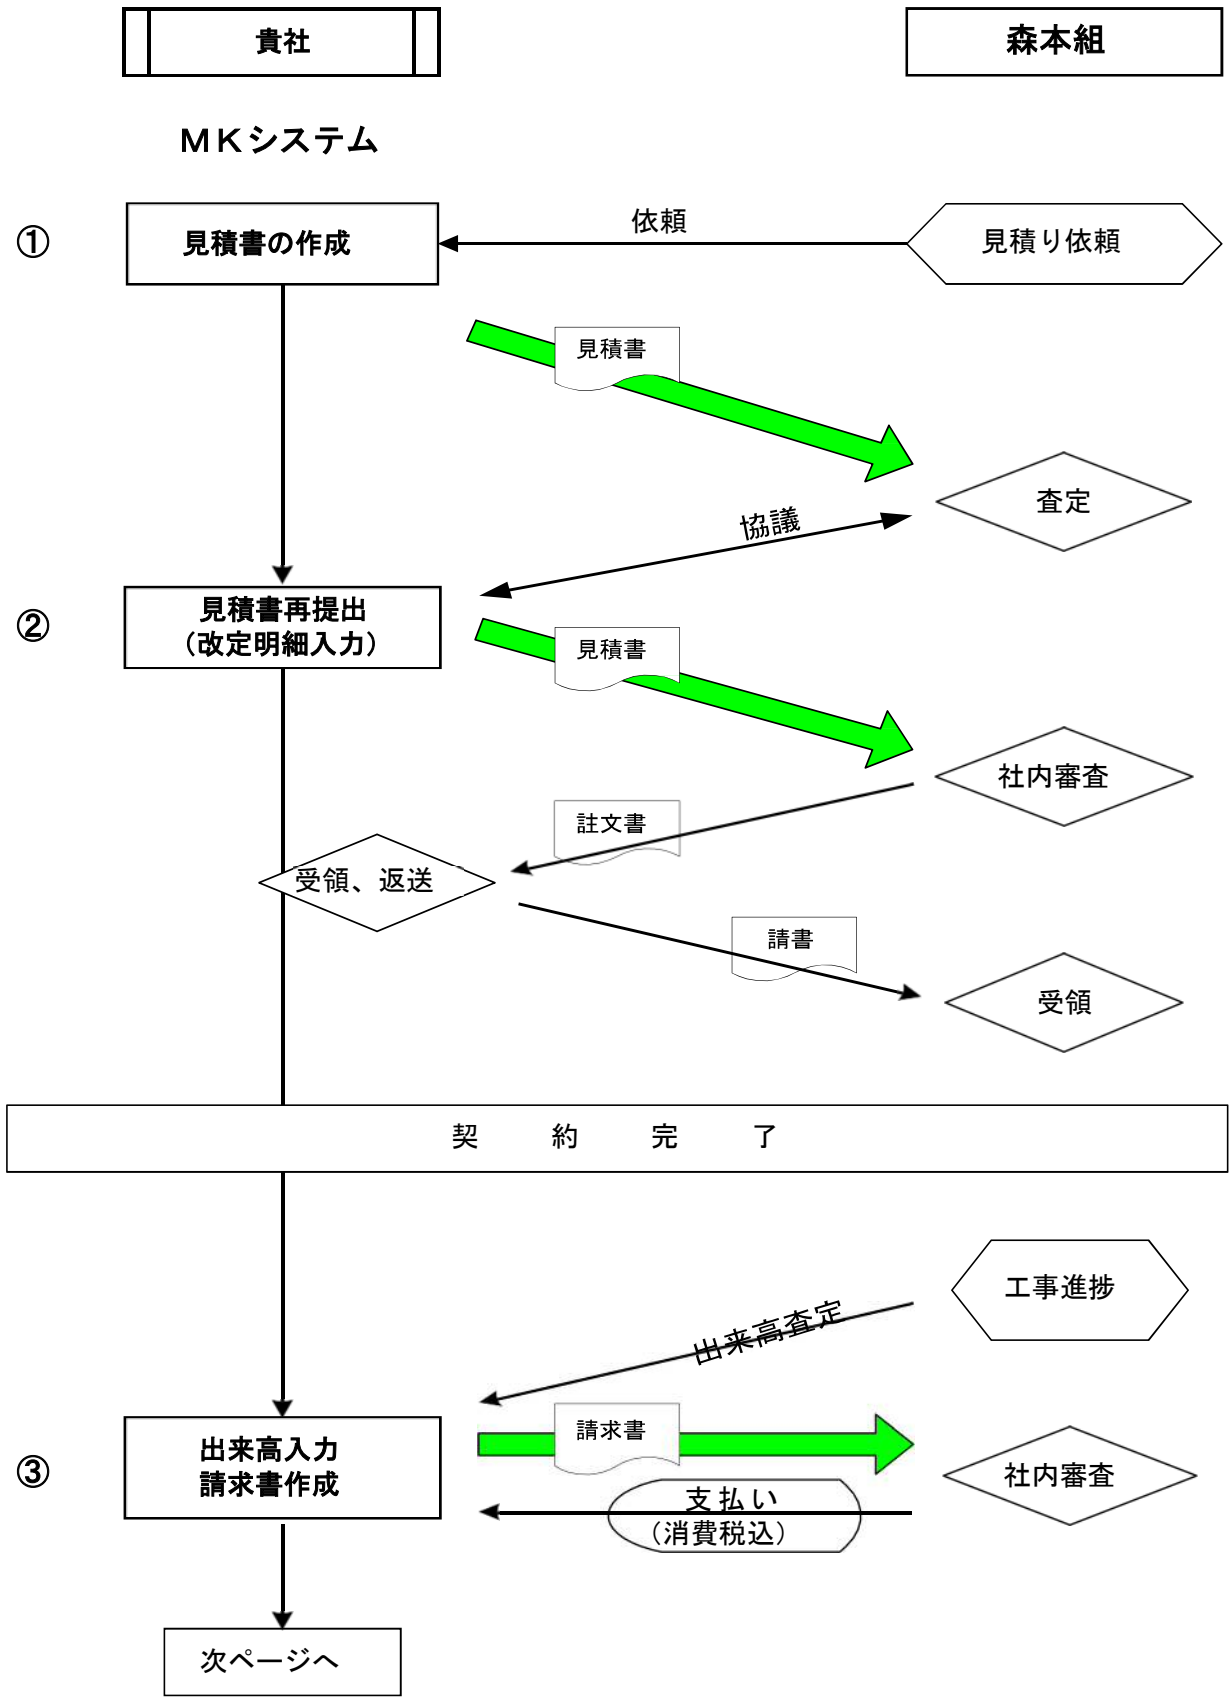 貴社
森本組
ＭＫシステム
①
見積書の作成
依頼
見積り依頼
見積書
査定
協議
②
見積書再提出
（改定明細入力）
見積書
社内審査
註文書
受領、返送
請書
受領
契　約　完　了
工事進捗
出来高査定
③
出来高入力
請求書作成
請求書
社内審査
支払い
（消費税込）
次ページへ